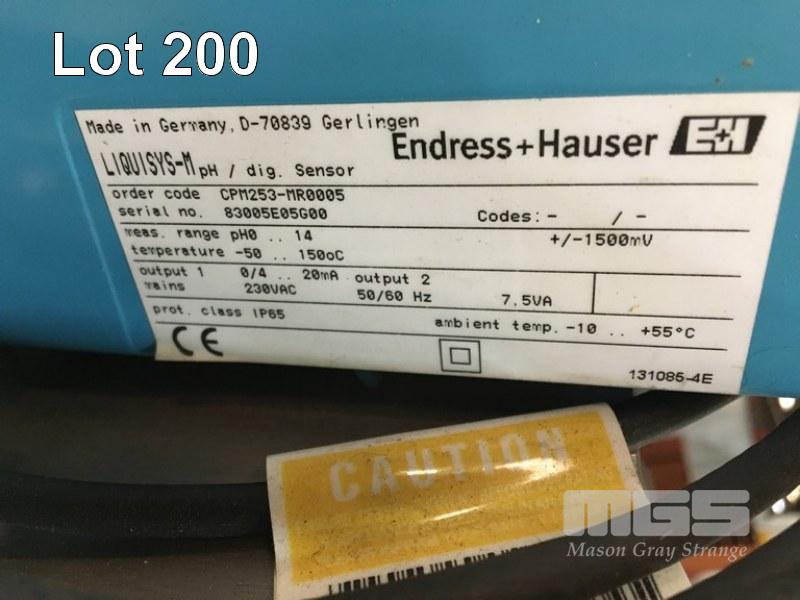 Lot 200
Made in Germany, D-70839 Gerlingen
Endress+Hauser E+H
LIQUISYS-M pH / dig. Sensor
order code CPM253-MR0005
serial no. 83005E05G00 Codes: - / -
meas. range pH0 .. 14 +/-1500mV
temperature -50 .. 150oC
output 1 0/4 .. 20mA output 2
mains 230VAC 50/60 Hz 7.5VA
prot. class IP65 ambient temp. -10 .. +55°C
CE
131085-4E
CAUTION
MGS
Mason Gray Strange